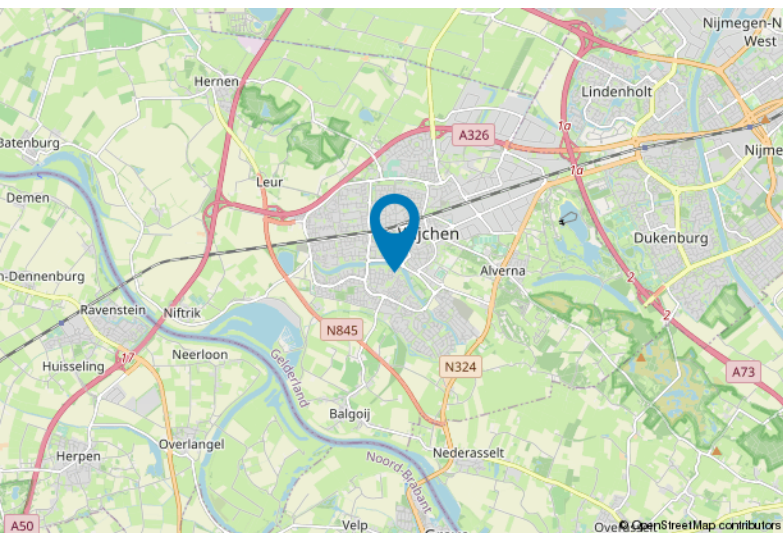 Nijmegen-N
West
Hernen
Lindenholt
1a
A326
Batenburg
Nijme
1a
Leur
Demen
jchen
Dukenburg
n-Dennenburg
Alverna
2
Ravenstein
Niftrik
2
N845
17
Neerloon
Huisseling
Gelderland
N324
A73
Balgoij
Overlangel
Herpen
Nederasselt
Noord-Brabant
A50
Velp
© OpenStreetMap contributors